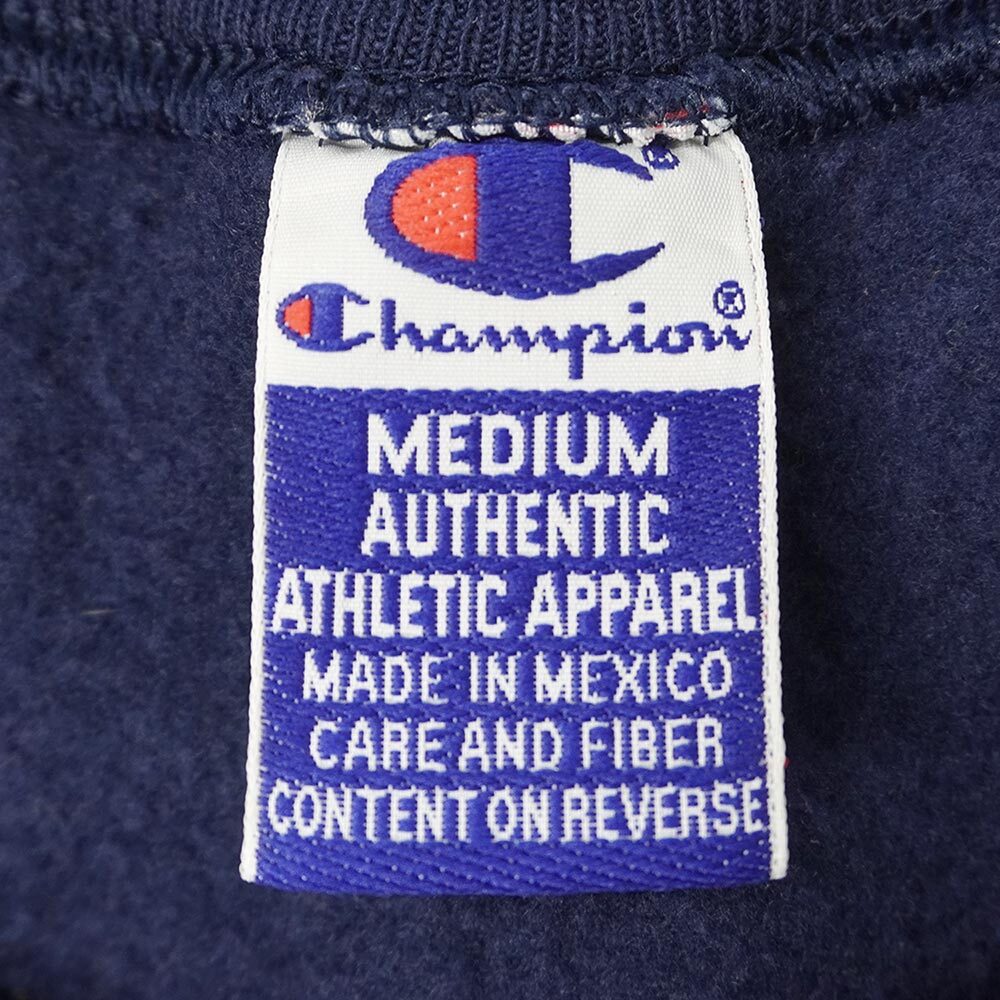 C®
Champion®
MEDIUM
AUTHENTIC
ATHLETIC APPAREL
MADE IN MEXICO
CARE AND FIBER
CONTENT ON REVERSE